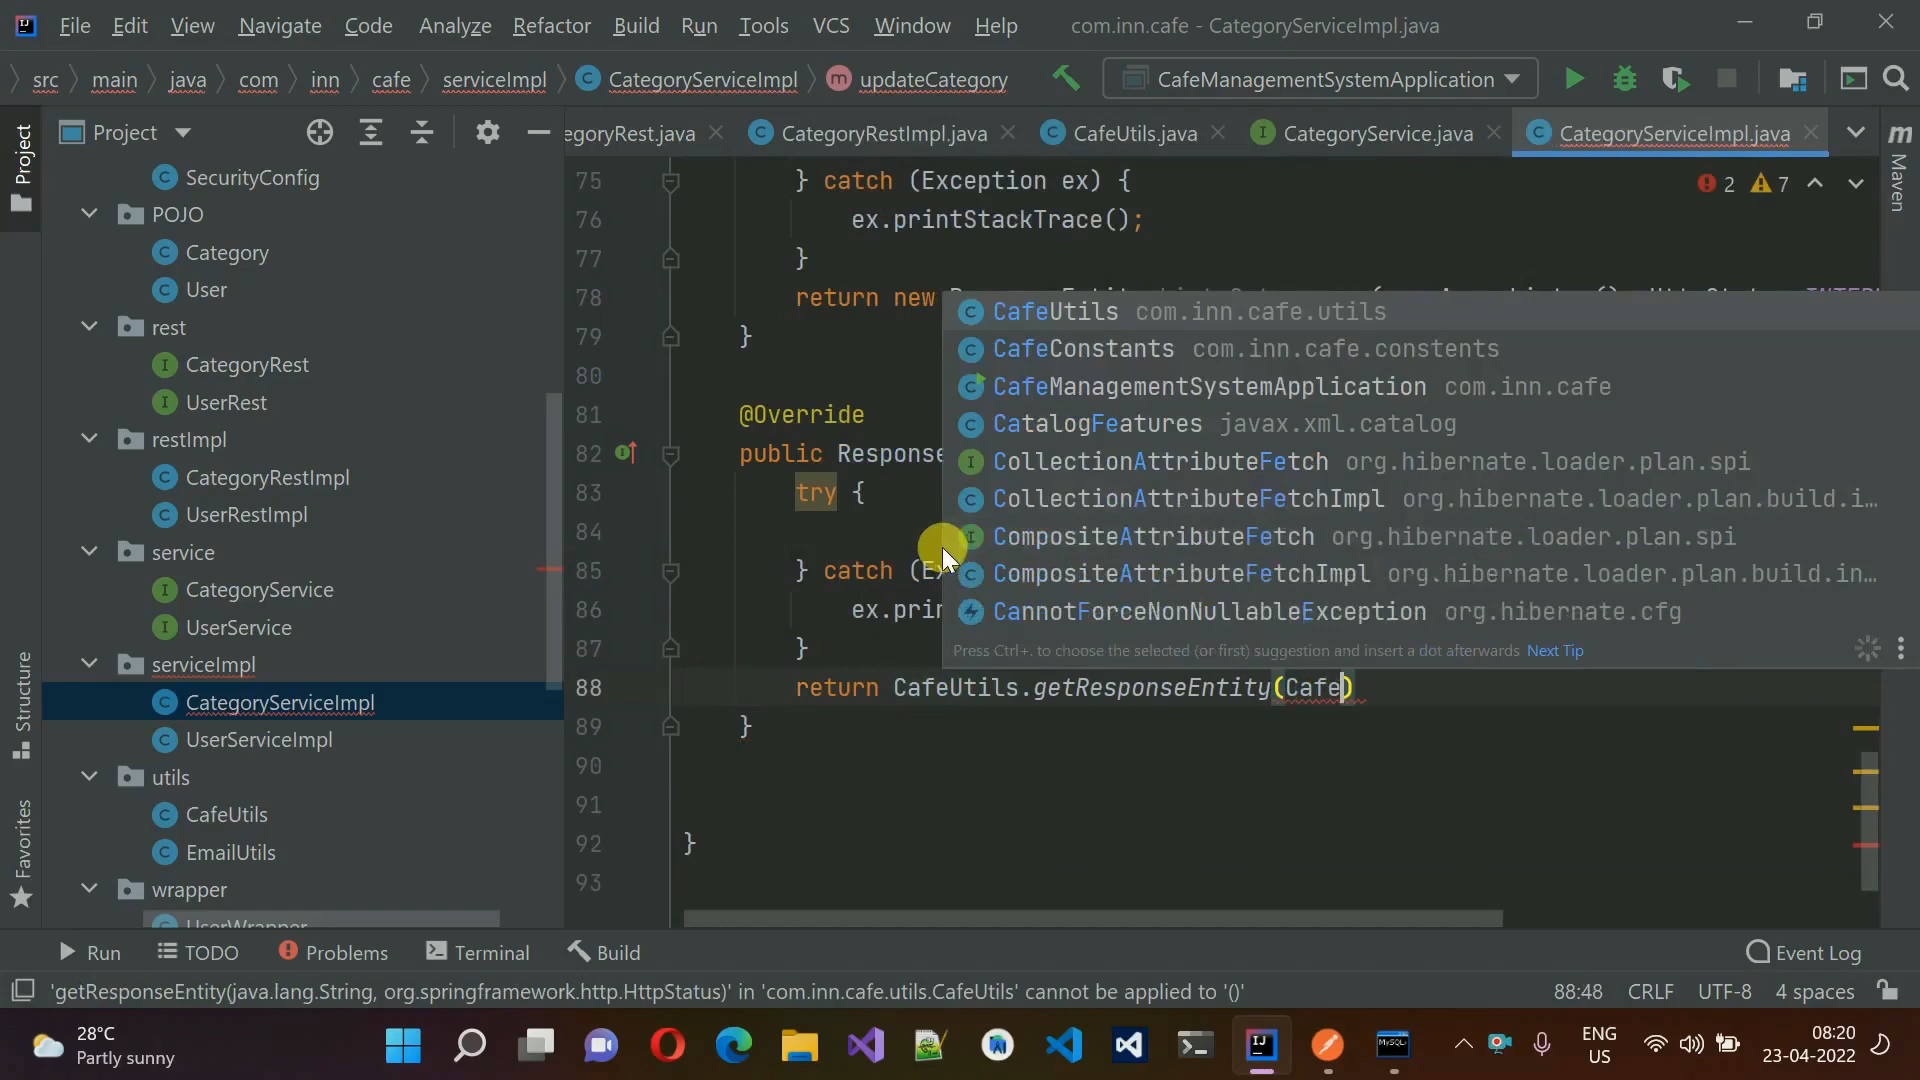 File Edit View Navigate Code Analyze Refactor Build Run Tools VCS Window Help com.inn.cafe - CategoryServiceImpl.java
src main java com inn cafe serviceImpl CategoryServiceImpl updateCategory CafeManagementSystemApplication
Project egoryRest.java CategoryRestImpl.java CafeUtils.java CategoryService.java CategoryServiceImpl.java
Project
Structure
Favorites
Maven
SecurityConfig
POJO
Category
User
rest
CategoryRest
UserRest
restImpl
CategoryRestImpl
UserRestImpl
service
CategoryService
UserService
serviceImpl
CategoryServiceImpl
UserServiceImpl
utils
CafeUtils
EmailUtils
wrapper
UserWrapper
2 7
75 } catch (Exception ex) {
76 ex.printStackTrace();
77 }
78 return new
79 }
80
81 @Override
82 public Response
83 try {
84
85 } catch (Ex
86 ex.prin
87 }
88 return CafeUtils.getResponseEntity(Cafe)
89 }
90
91
92 }
93
CafeUtils com.inn.cafe.utils
CafeConstants com.inn.cafe.constents
CafeManagementSystemApplication com.inn.cafe
CatalogFeatures javax.xml.catalog
CollectionAttributeFetch org.hibernate.loader.plan.spi
CollectionAttributeFetchImpl org.hibernate.loader.plan.build.i...
CompositeAttributeFetch org.hibernate.loader.plan.spi
CompositeAttributeFetchImpl org.hibernate.loader.plan.build.in...
CannotForceNonNullableException org.hibernate.cfg
Press Ctrl+. to choose the selected (or first) suggestion and insert a dot afterwards Next Tip
Run TODO Problems Terminal Build Event Log
'getResponseEntity(java.lang.String, org.springframework.http.HttpStatus)' in 'com.inn.cafe.utils.CafeUtils' cannot be applied to '()' 88:48 CRLF UTF-8 4 spaces
28°C
Partly sunny
MySQL
ENG
US
08:20
23-04-2022